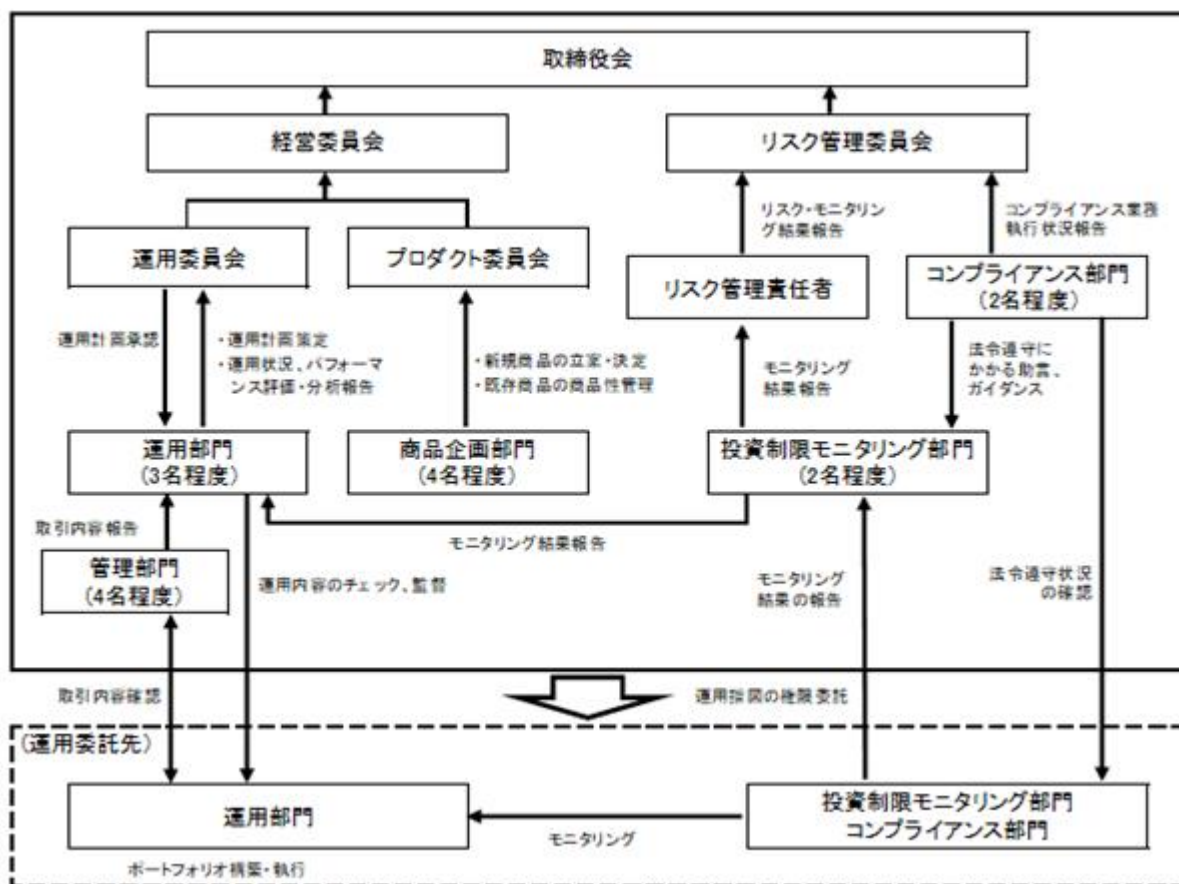 取締役会
経営委員会
リスク管理委員会
リスク・モニタリン
グ結果報告
コンプライアンス業務
執行状況報告
運用委員会
プロダクト委員会
リスク管理責任者
コンプライアンス部門
(2名程度)
運用計画承認
・運用計画策定
・運用状況、パフォーマ
ンス評価・分析報告
・新規商品の立案・決定
・既存商品の商品性管理
モニタリング
結果報告
法令遵守に
かかる助言、
ガイダンス
運用部門
(3名程度)
商品企画部門
(4名程度)
投資制限モニタリング部門
(2名程度)
取引内容報告
モニタリング結果報告
管理部門
(4名程度)
運用内容のチェック、監督
モニタリング
結果の報告
法令遵守状況
の確認
取引内容確認
運用指図の権限委託
(運用委託先)
運用部門
投資制限モニタリング部門
コンプライアンス部門
モニタリング
ポートフォリオ構築・執行